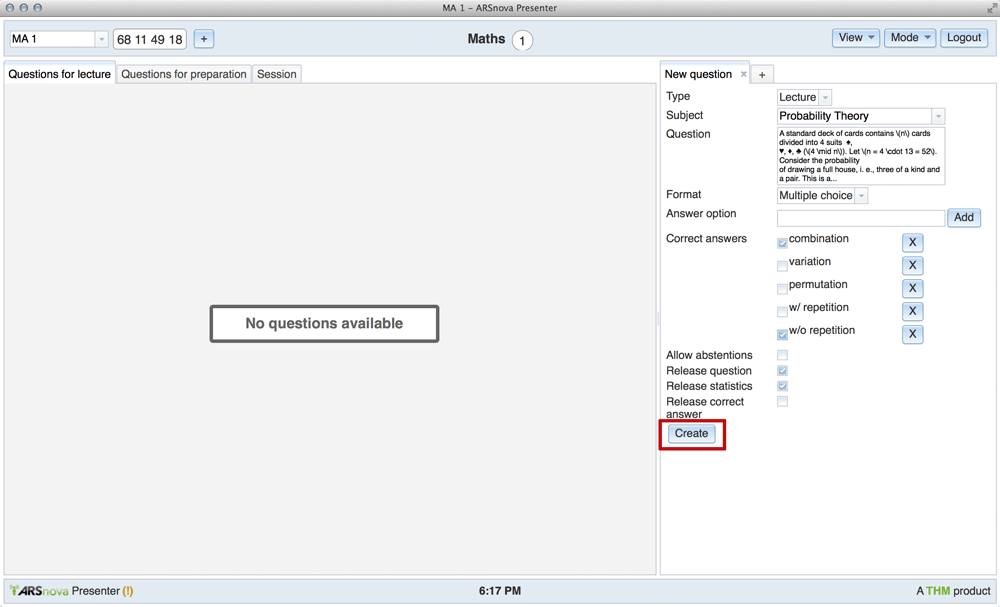 MA 1 – ARSnova Presenter
MA 1
68 11 49 18
+
Maths 1
View
Mode
Logout
Questions for lecture
Questions for preparation
Session
No questions available
New question ×
+
Type
Lecture
Subject
Probability Theory
Question
A standard deck of cards contains \(n\) cards
divided into 4 suits ♠,
♥, ♦, ♣ (\(4 \mid n\)). Let \(n = 4 \cdot 13 = 52\).
Consider the probability
of drawing a full house, i. e., three of a kind and
a pair. This is a...
Format
Multiple choice
Answer option
Add
Correct answers
combination X
variation X
permutation X
w/ repetition X
w/o repetition X
Allow abstentions
Release question
Release statistics
Release correct
answer
Create
ARSnova Presenter (!)
6:17 PM
A THM product